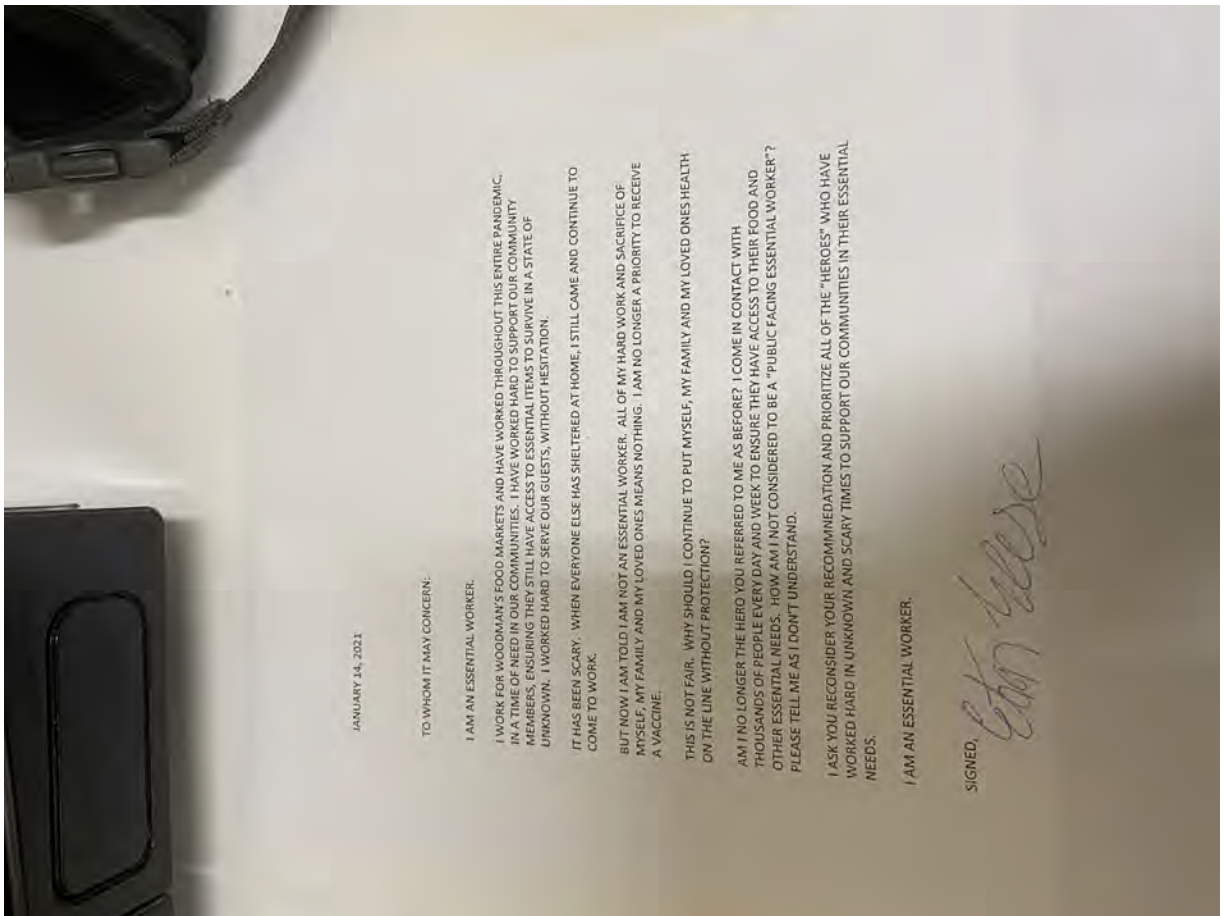 JANUARY 14, 2021
TO WHOM IT MAY CONCERN:
I AM AN ESSENTIAL WORKER.
I WORK FOR WOODMAN'S FOOD MARKETS AND HAVE WORKED THROUGHOUT THIS ENTIRE PANDEMIC,
IN A TIME OF NEED IN OUR COMMUNITIES. I HAVE WORKED HARD TO SUPPORT OUR COMMUNITY
MEMBERS, ENSURING THEY STILL HAVE ACCESS TO ESSENTIAL ITEMS TO SURVIVE IN A STATE OF
UNKNOWN. I WORKED HARD TO SERVE OUR GUESTS, WITHOUT HESITATION.
IT HAS BEEN SCARY. WHEN EVERYONE ELSE HAS SHELTERED AT HOME, I STILL CAME AND CONTINUE TO
COME TO WORK.
BUT NOW I AM TOLD I AM NOT AN ESSENTIAL WORKER. ALL OF MY HARD WORK AND SACRIFICE OF
MYSELF, MY FAMILY AND MY LOVED ONES MEANS NOTHING. I AM NO LONGER A PRIORITY TO RECEIVE
A VACCINE.
THIS IS NOT FAIR. WHY SHOULD I CONTINUE TO PUT MYSELF, MY FAMILY AND MY LOVED ONES HEALTH
ON THE LINE WITHOUT PROTECTION?
AM I NO LONGER THE HERO YOU REFERRED TO ME AS BEFORE? I COME IN CONTACT WITH
THOUSANDS OF PEOPLE EVERY DAY AND WEEK TO ENSURE THEY HAVE ACCESS TO THEIR FOOD AND
OTHER ESSENTIAL NEEDS. HOW AM I NOT CONSIDERED TO BE A "PUBLIC FACING ESSENTIAL WORKER"?
PLEASE TELL ME AS I DON'T UNDERSTAND.
I ASK YOU RECONSIDER YOUR RECOMMNEDATION AND PRIORITIZE ALL OF THE "HEROES" WHO HAVE
WORKED HARD IN UNKNOWN AND SCARY TIMES TO SUPPORT OUR COMMUNITIES IN THEIR ESSENTIAL
NEEDS.
I AM AN ESSENTIAL WORKER.
SIGNED,